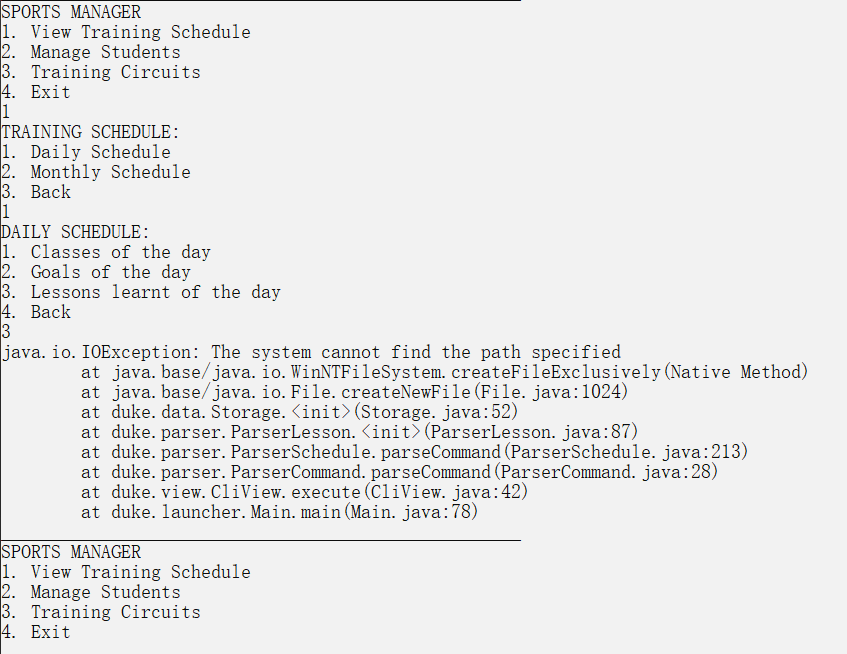 SPORTS MANAGER
1. View Training Schedule
2. Manage Students
3. Training Circuits
4. Exit
1
TRAINING SCHEDULE:
1. Daily Schedule
2. Monthly Schedule
3. Back
1
DAILY SCHEDULE:
1. Classes of the day
2. Goals of the day
3. Lessons learnt of the day
4. Back
3
java.io.IOException: The system cannot find the path specified
at java.base/java.io.WinNTFileSystem.createFileExclusively(Native Method)
at java.base/java.io.File.createNewFile(File.java:1024)
at duke.data.Storage.<init>(Storage.java:52)
at duke.parser.ParserLesson.<init>(ParserLesson.java:87)
at duke.parser.ParserSchedule.parseCommand(ParserSchedule.java:213)
at duke.parser.ParserCommand.parseCommand(ParserCommand.java:28)
at duke.view.CliView.execute(CliView.java:42)
at duke.launcher.Main.main(Main.java:78)
SPORTS MANAGER
1. View Training Schedule
2. Manage Students
3. Training Circuits
4. Exit